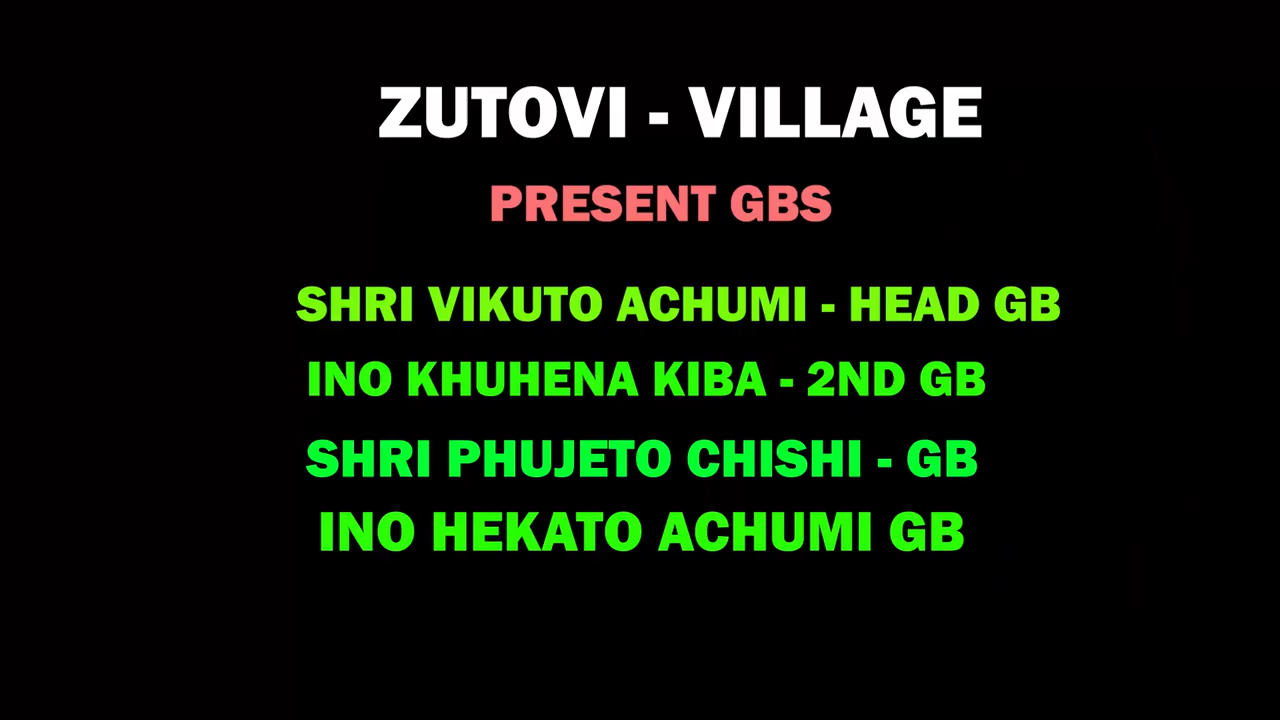 ZUTOVI - VILLAGE
PRESENT GBS
SHRI VIKUTO ACHUMI - HEAD GB
INO KHUHENA KIBA - 2ND GB
SHRI PHUJETO CHISHI - GB
INO HEKATO ACHUMI GB